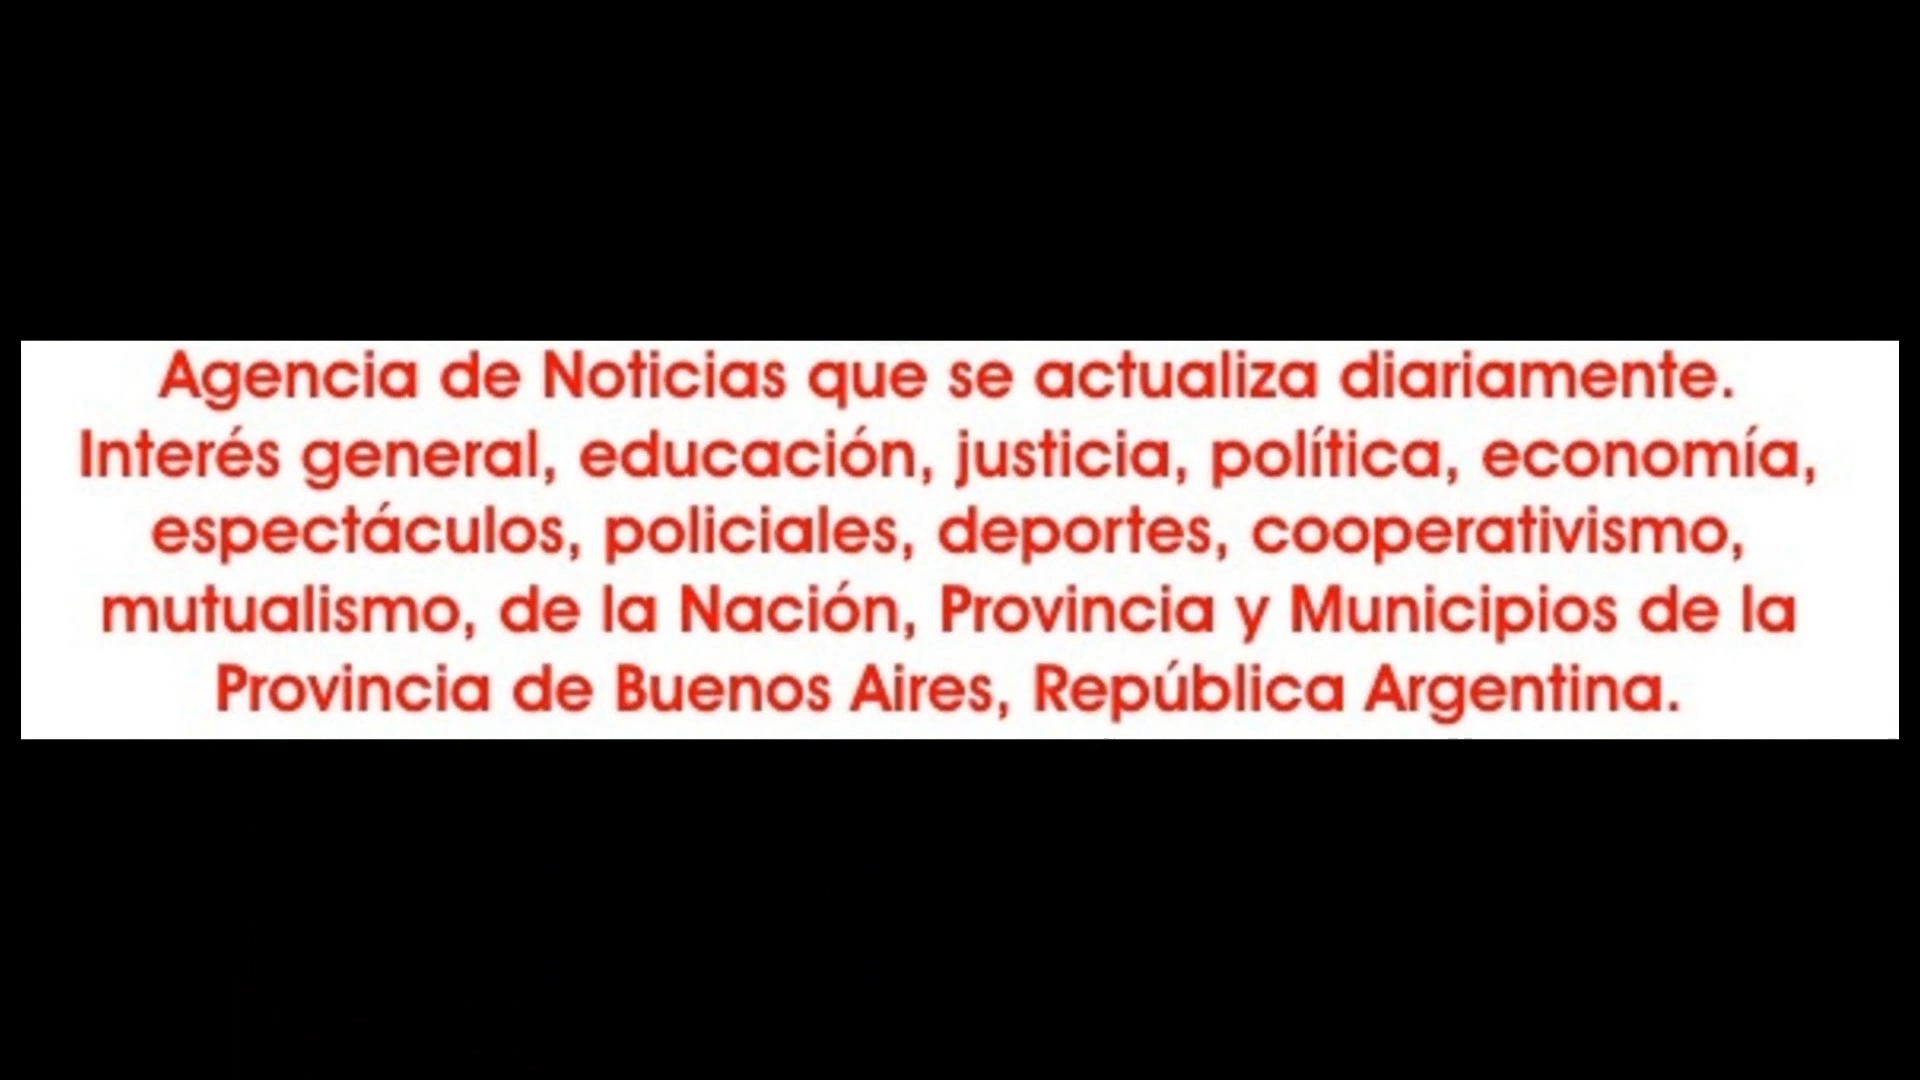 Agencia de Noticias que se actualiza diariamente.
Interés general, educación, justicia, política, economía,
espectáculos, policiales, deportes, cooperativismo,
mutualismo, de la Nación, Provincia y Municipios de la
Provincia de Buenos Aires, República Argentina.